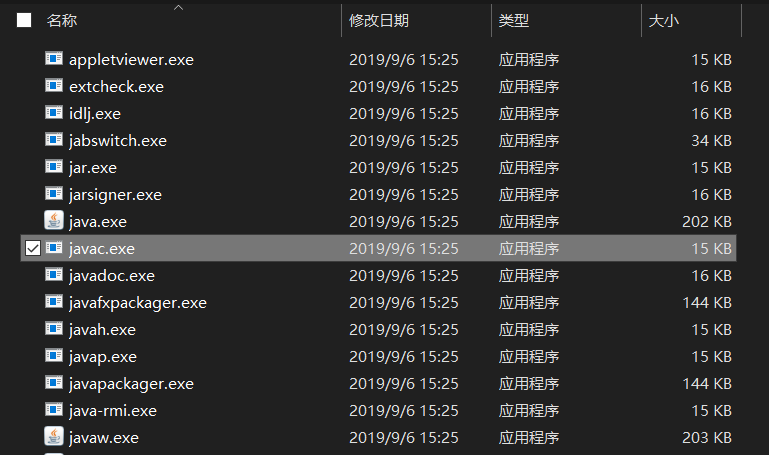 名称 修改日期 类型 大小
appletviewer.exe 2019/9/6 15:25 应用程序 15 KB
extcheck.exe 2019/9/6 15:25 应用程序 16 KB
idlj.exe 2019/9/6 15:25 应用程序 16 KB
jabswitch.exe 2019/9/6 15:25 应用程序 34 KB
jar.exe 2019/9/6 15:25 应用程序 15 KB
jarsigner.exe 2019/9/6 15:25 应用程序 16 KB
java.exe 2019/9/6 15:25 应用程序 202 KB
javac.exe 2019/9/6 15:25 应用程序 15 KB
javadoc.exe 2019/9/6 15:25 应用程序 16 KB
javafxpackager.exe 2019/9/6 15:25 应用程序 144 KB
javah.exe 2019/9/6 15:25 应用程序 15 KB
javap.exe 2019/9/6 15:25 应用程序 15 KB
javapackager.exe 2019/9/6 15:25 应用程序 144 KB
java-rmi.exe 2019/9/6 15:25 应用程序 15 KB
javaw.exe 2019/9/6 15:25 应用程序 203 KB